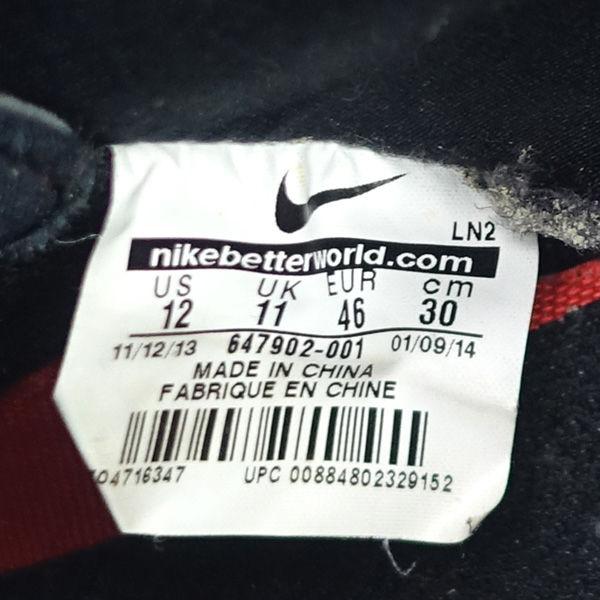 LN2
nikebetterworld.com
US UK EUR cm
12 11 46 30
11/12/13 647902-001 01/09/14
MADE IN CHINA
FABRIQUE EN CHINE
04716347 UPC 00884802329152